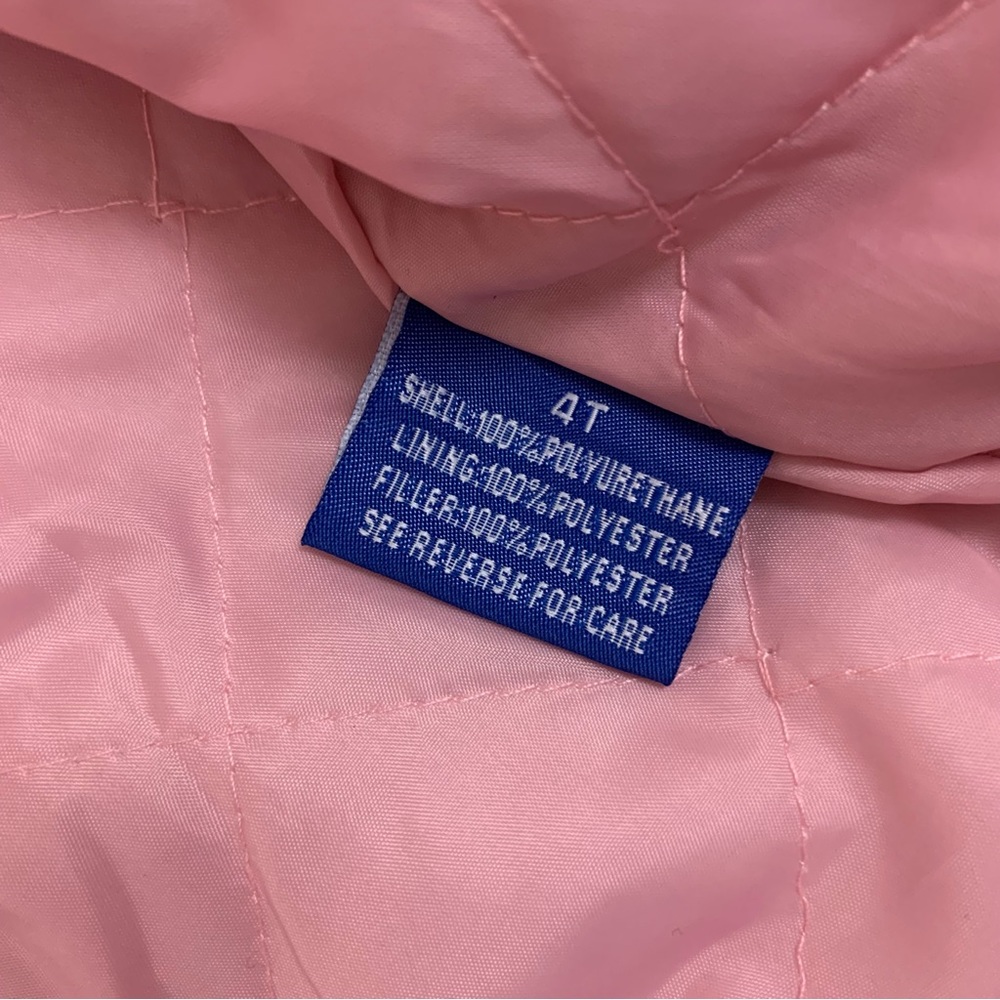 4T
SHELL:100%POLYURETHANE
LINING:100%POLYESTER
FILLER:100%POLYESTER
SEE REVERSE FOR CARE